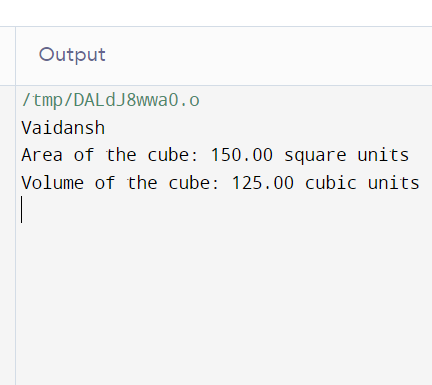 Output
/tmp/DALdJ8wwaO.o
Vaidansh
Area of the cube: 150.00 square units
Volume of the cube: 125.00 cubic units